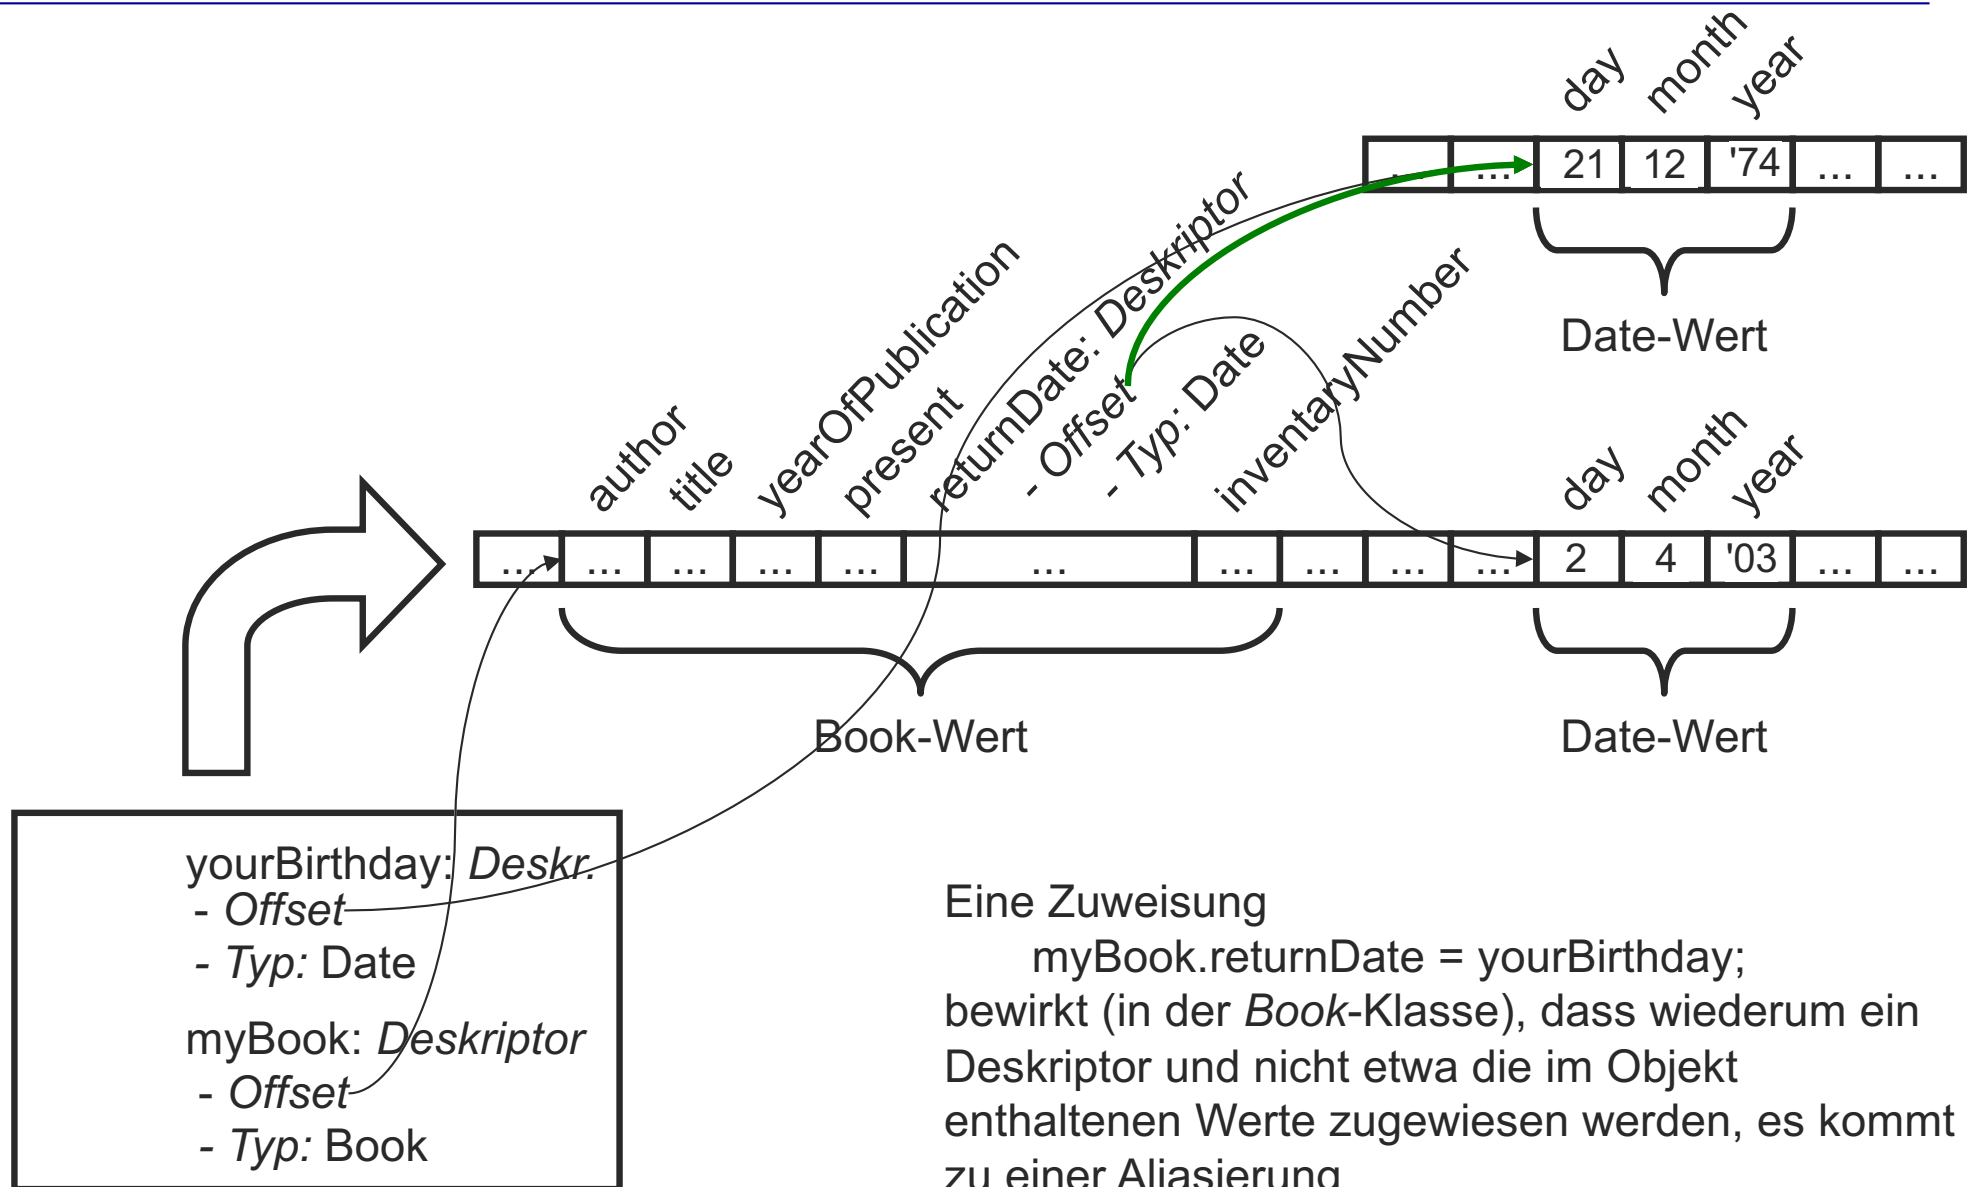 day month year
... ... 21 12 '74 ... ...
Date-Wert
author title yearOfPublication present returnDate: Deskriptor - Offset - Typ: Date inventaryNumber
day month year
... ... ... ... ... ... ... ... ... ... 2 4 '03 ... ...
Book-Wert
Date-Wert
yourBirthday: Deskr.
- Offset
- Typ: Date
myBook: Deskriptor
- Offset
- Typ: Book
Eine Zuweisung
myBook.returnDate = yourBirthday;
bewirkt (in der Book-Klasse), dass wiederum ein
Deskriptor und nicht etwa die im Objekt
enthaltenen Werte zugewiesen werden, es kommt
zu einer Aliasierung